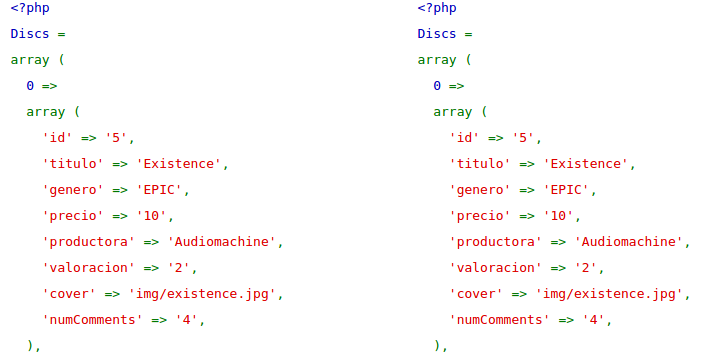 <?php
Discs =
array (
  0 =>
  array (
    'id' => '5',
    'titulo' => 'Existence',
    'genero' => 'EPIC',
    'precio' => '10',
    'productora' => 'Audiomachine',
    'valoracion' => '2',
    'cover' => 'img/existence.jpg',
    'numComments' => '4',
  ),
<?php
Discs =
array (
  0 =>
  array (
    'id' => '5',
    'titulo' => 'Existence',
    'genero' => 'EPIC',
    'precio' => '10',
    'productora' => 'Audiomachine',
    'valoracion' => '2',
    'cover' => 'img/existence.jpg',
    'numComments' => '4',
  ),